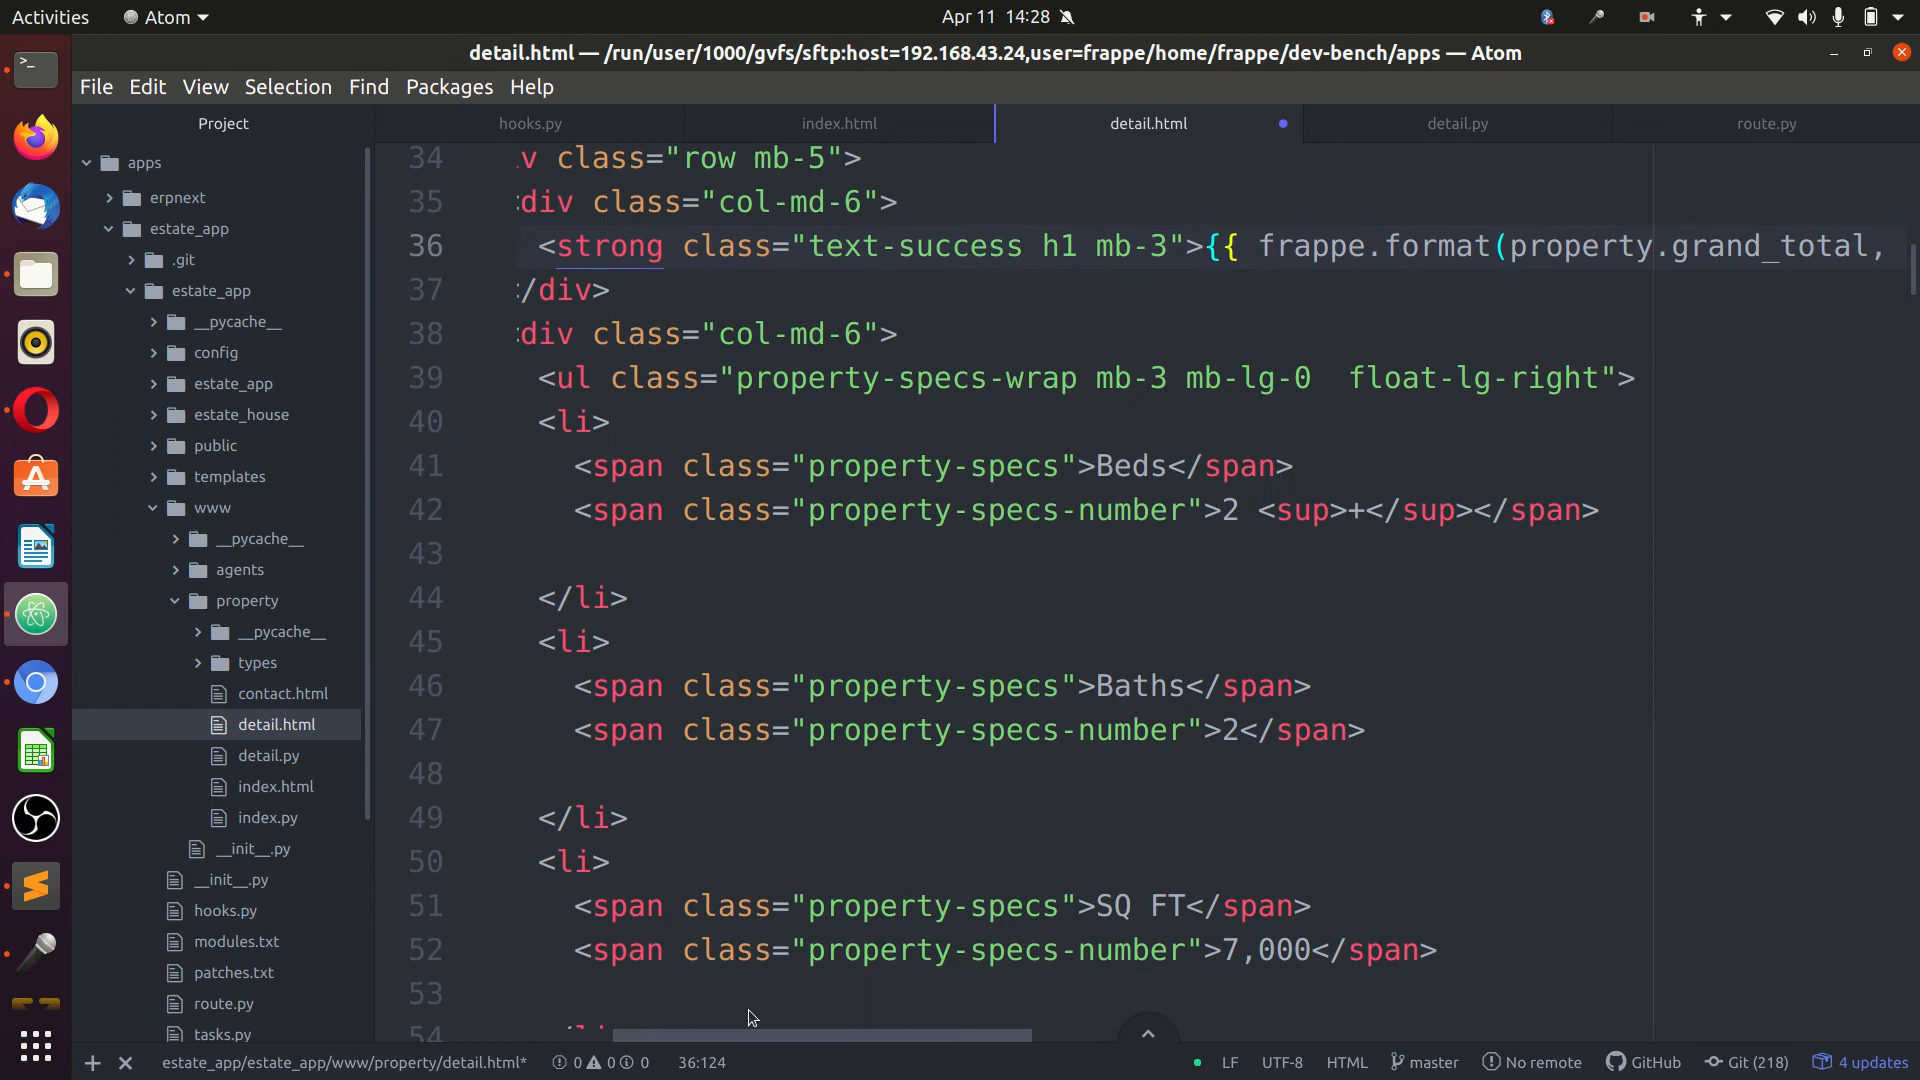 Activities
Atom
Apr 11 14:28
detail.html — /run/user/1000/gvfs/sftp:host=192.168.43.24,user=frappe/home/frappe/dev-bench/apps — Atom
File Edit View Selection Find Packages Help
Project
hooks.py
index.html
detail.html
detail.py
route.py
apps
erpnext
estate_app
.git
estate_app
__pycache__
config
estate_app
estate_house
public
templates
www
__pycache__
agents
property
__pycache__
types
contact.html
detail.html
detail.py
index.html
index.py
__init__.py
__init__.py
hooks.py
modules.txt
patches.txt
route.py
tasks.py
34 v class="row mb-5">
35 div class="col-md-6">
36 <strong class="text-success h1 mb-3">{{ frappe.format(property.grand_total,
37 /div>
38 div class="col-md-6">
39 <ul class="property-specs-wrap mb-3 mb-lg-0  float-lg-right">
40 <li>
41 <span class="property-specs">Beds</span>
42 <span class="property-specs-number">2 <sup>+</sup></span>
43
44 </li>
45 <li>
46 <span class="property-specs">Baths</span>
47 <span class="property-specs-number">2</span>
48
49 </li>
50 <li>
51 <span class="property-specs">SQ FT</span>
52 <span class="property-specs-number">7,000</span>
53
54
estate_app/estate_app/www/property/detail.html*
0 0 0
36:124
LF
UTF-8
HTML
master
No remote
GitHub
Git (218)
4 updates